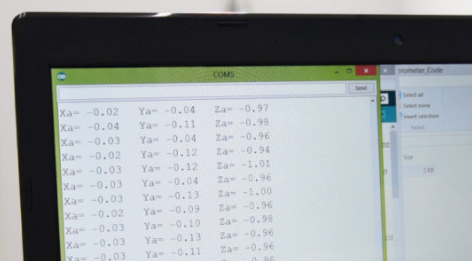 COM5
Send
Xa= -0.02 Ya= -0.04 Za= -0.97
Xa= -0.04 Ya= -0.11 Za= -0.98
Xa= -0.03 Ya= -0.04 Za= -0.96
Xa= -0.02 Ya= -0.12 Za= -0.94
Xa= -0.03 Ya= -0.12 Za= -1.01
Xa= -0.03 Ya= -0.04 Za= -0.96
Xa= -0.03 Ya= -0.13 Za= -1.00
Xa= -0.02 Ya= -0.09 Za= -0.96
Xa= -0.03 Ya= -0.10 Za= -0.98
Xa= -0.03 Ya= -0.13 Za= -0.96
Xa= -0.03 Ya= -0.11 Za= -0.96
rometer_Code
Select all
Select none
Invert selection
Select
Size
2 KB